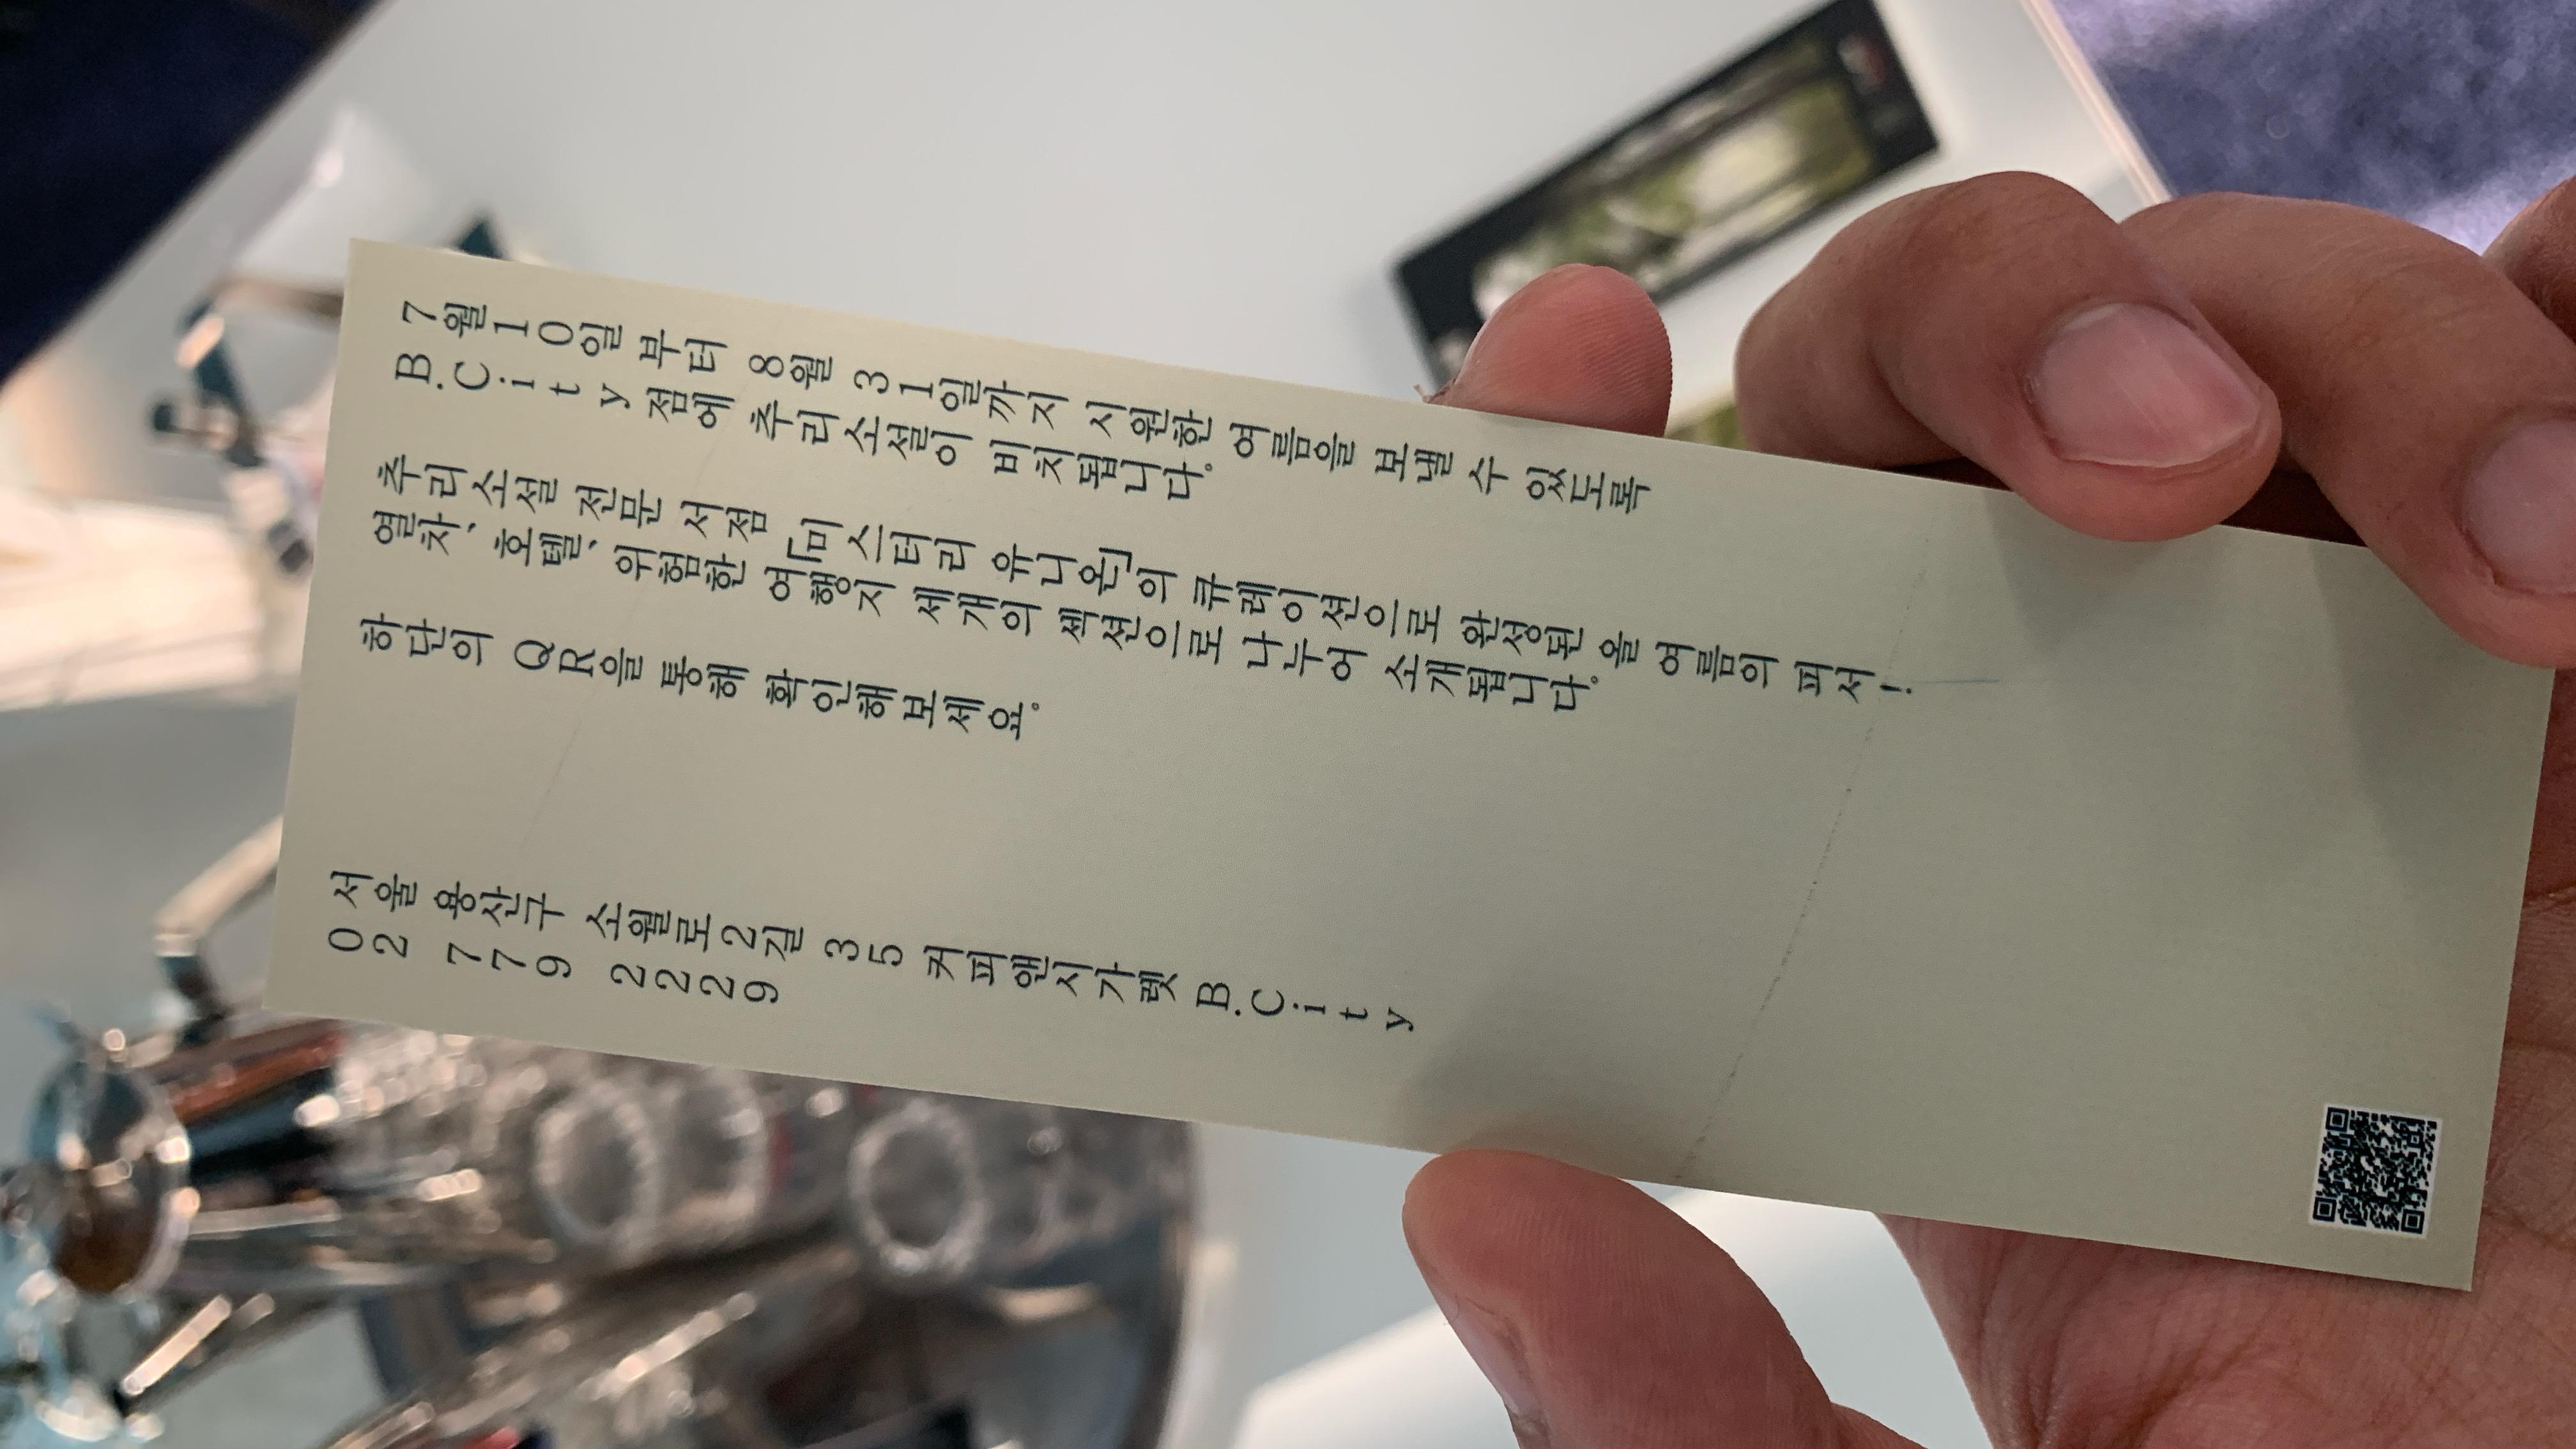 7월10일 부터 8월 31일까지 시원한 여름을 보낼 수 있도록
B.City 점에 추리소설이 비치됩니다.
추리소설 전문 서점 「미스터리 유니온」의 큐레이션으로 완성된 올 여름의 피서!
열차, 호텔, 위험한 여행지 세개의 섹션으로 나누어 소개됩니다.
하단의 QR을 통해 확인해보세요.
서울 용산구 소월로2길 35 커피앤시가렛 B.City
02 779 2229